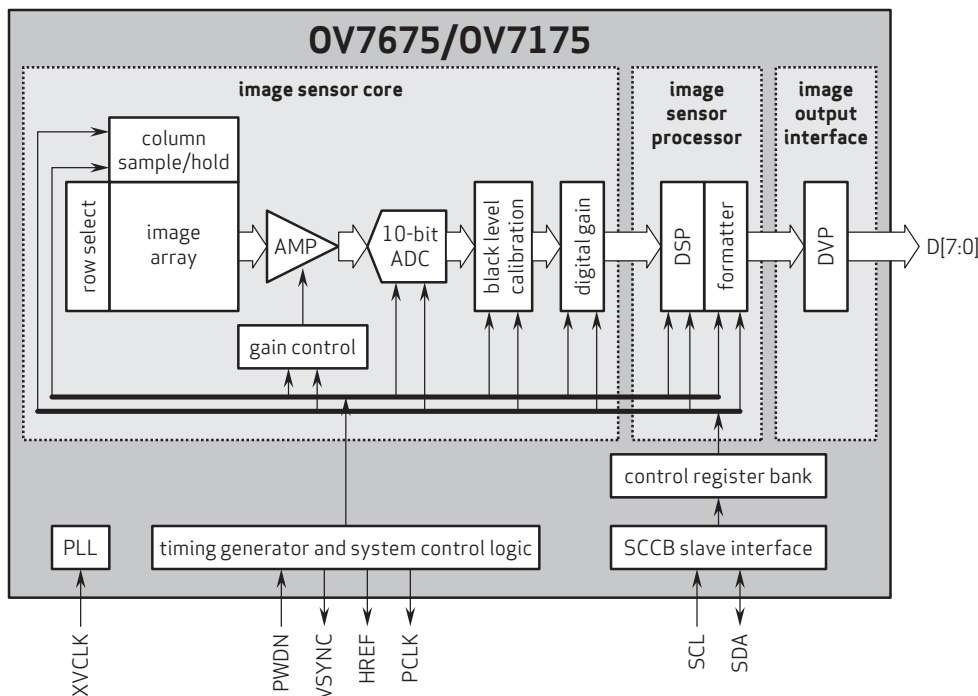 OV7675/OV7175
image sensor core
image
sensor
processor
image
output
interface
column
sample/hold
row select
image
array
AMP
10-bit
ADC
black level
calibration
digital gain
DSP
formatter
DVP
D[7:0]
gain control
control register bank
PLL
timing generator and system control logic
SCCB slave interface
XVCLK
PWDN
VSYNC
HREF
PCLK
SCL
SDA